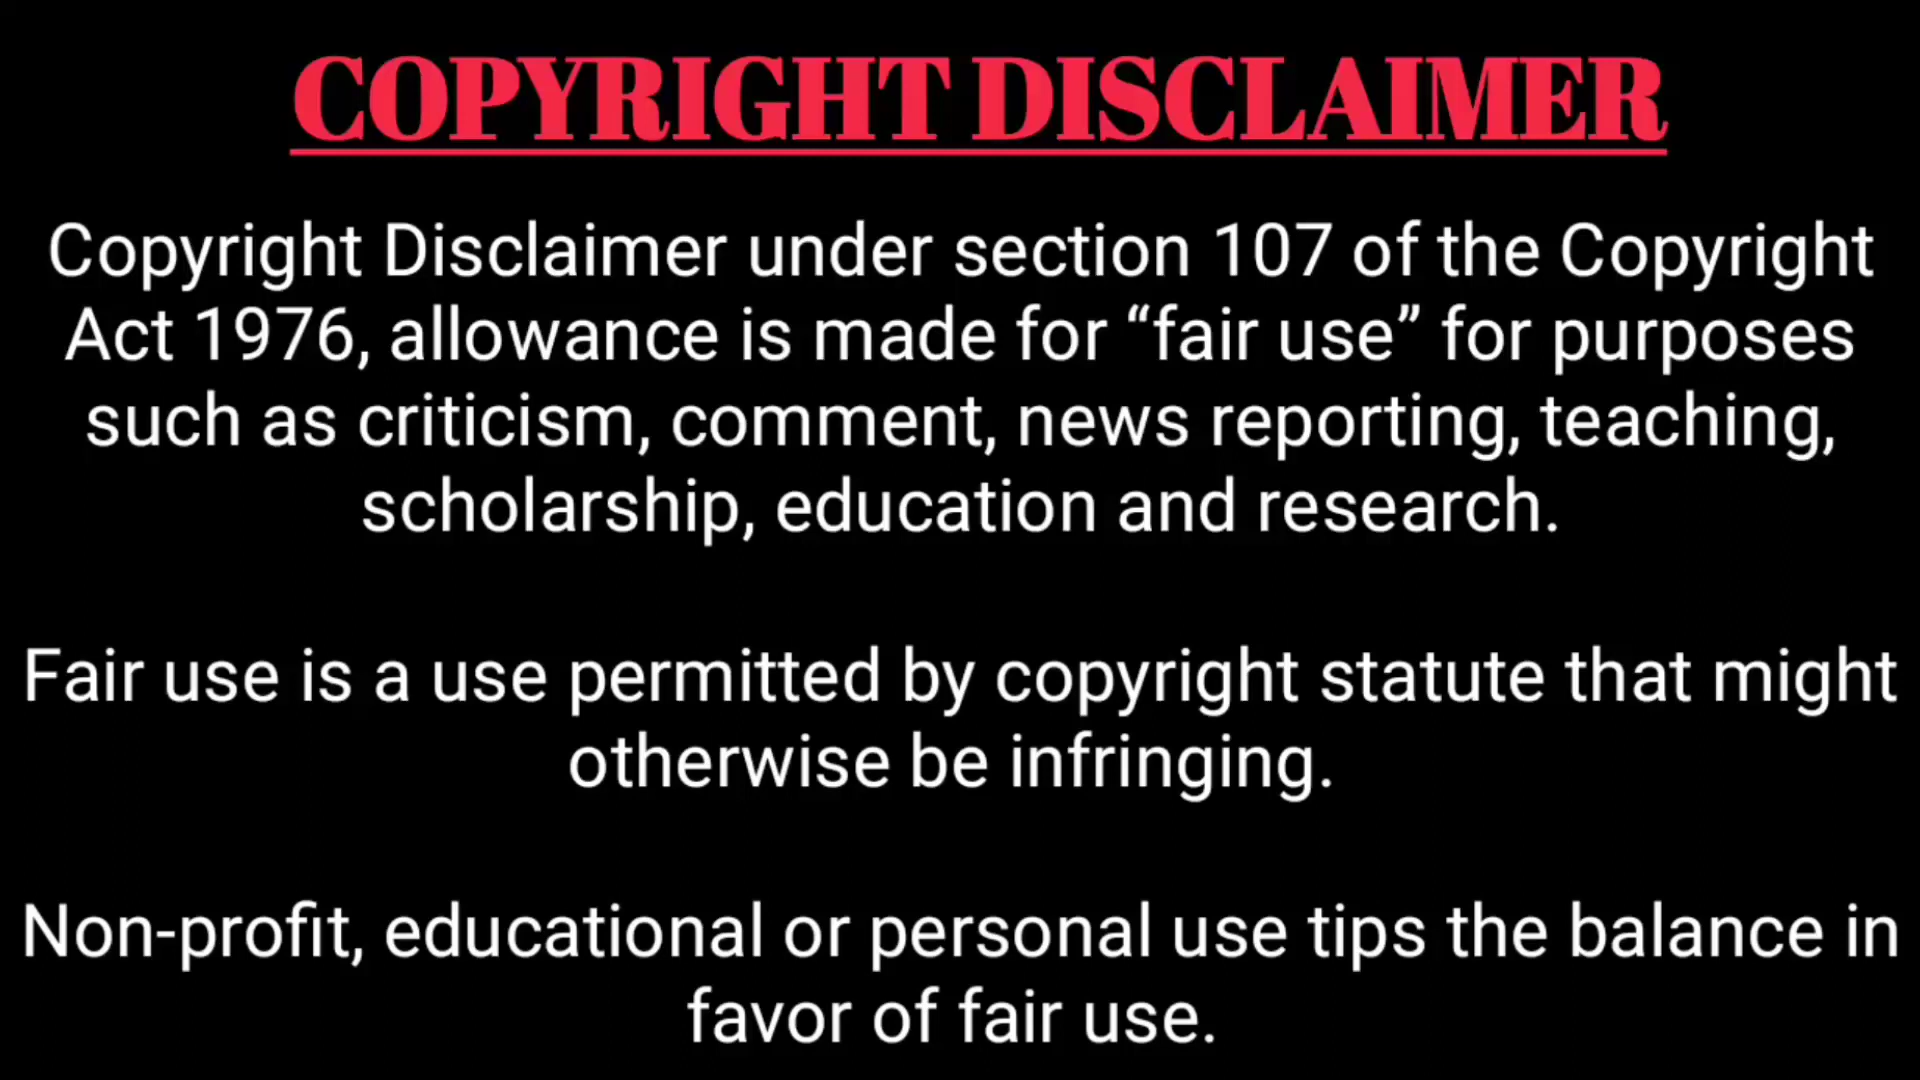 COPYRIGHT DISCLAIMER
Copyright Disclaimer under section 107 of the Copyright
Act 1976, allowance is made for “fair use” for purposes
such as criticism, comment, news reporting, teaching,
scholarship, education and research.
Fair use is a use permitted by copyright statute that might
otherwise be infringing.
Non-profit, educational or personal use tips the balance in
favor of fair use.